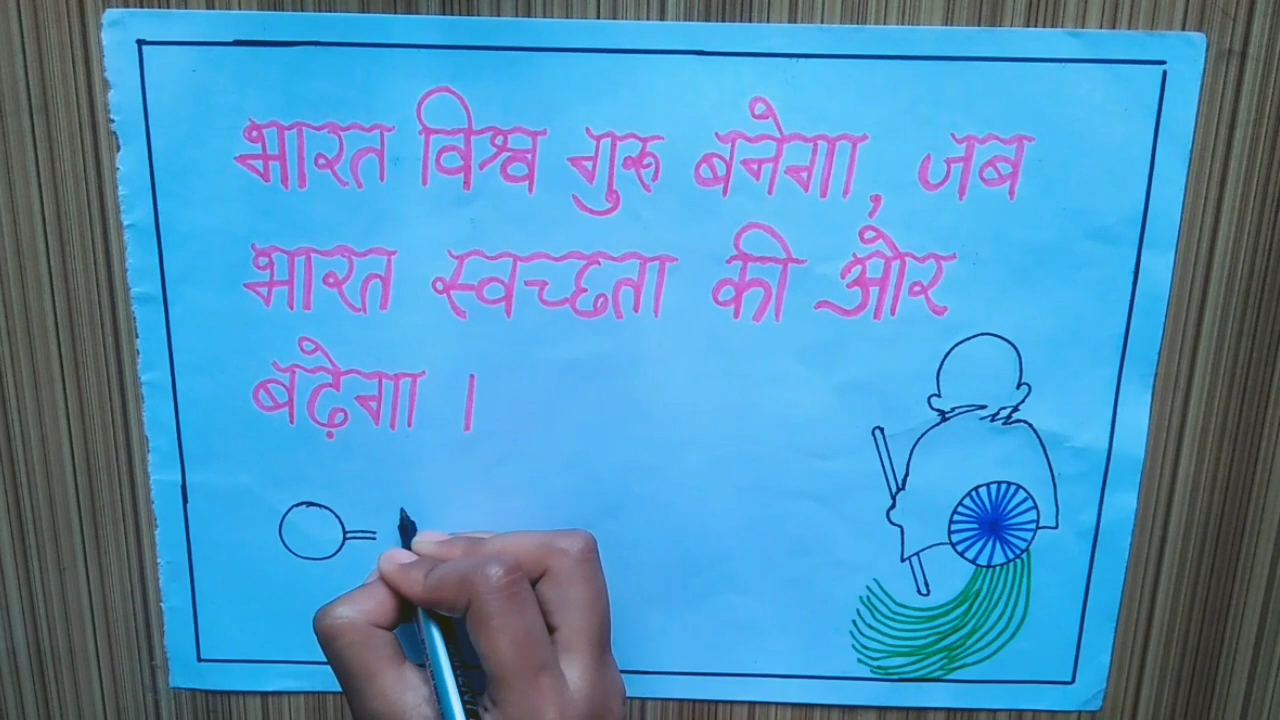 भारत विश्व गुरू बनेगा, जब
भारत स्वच्छता की ओर
बढ़ेगा ।